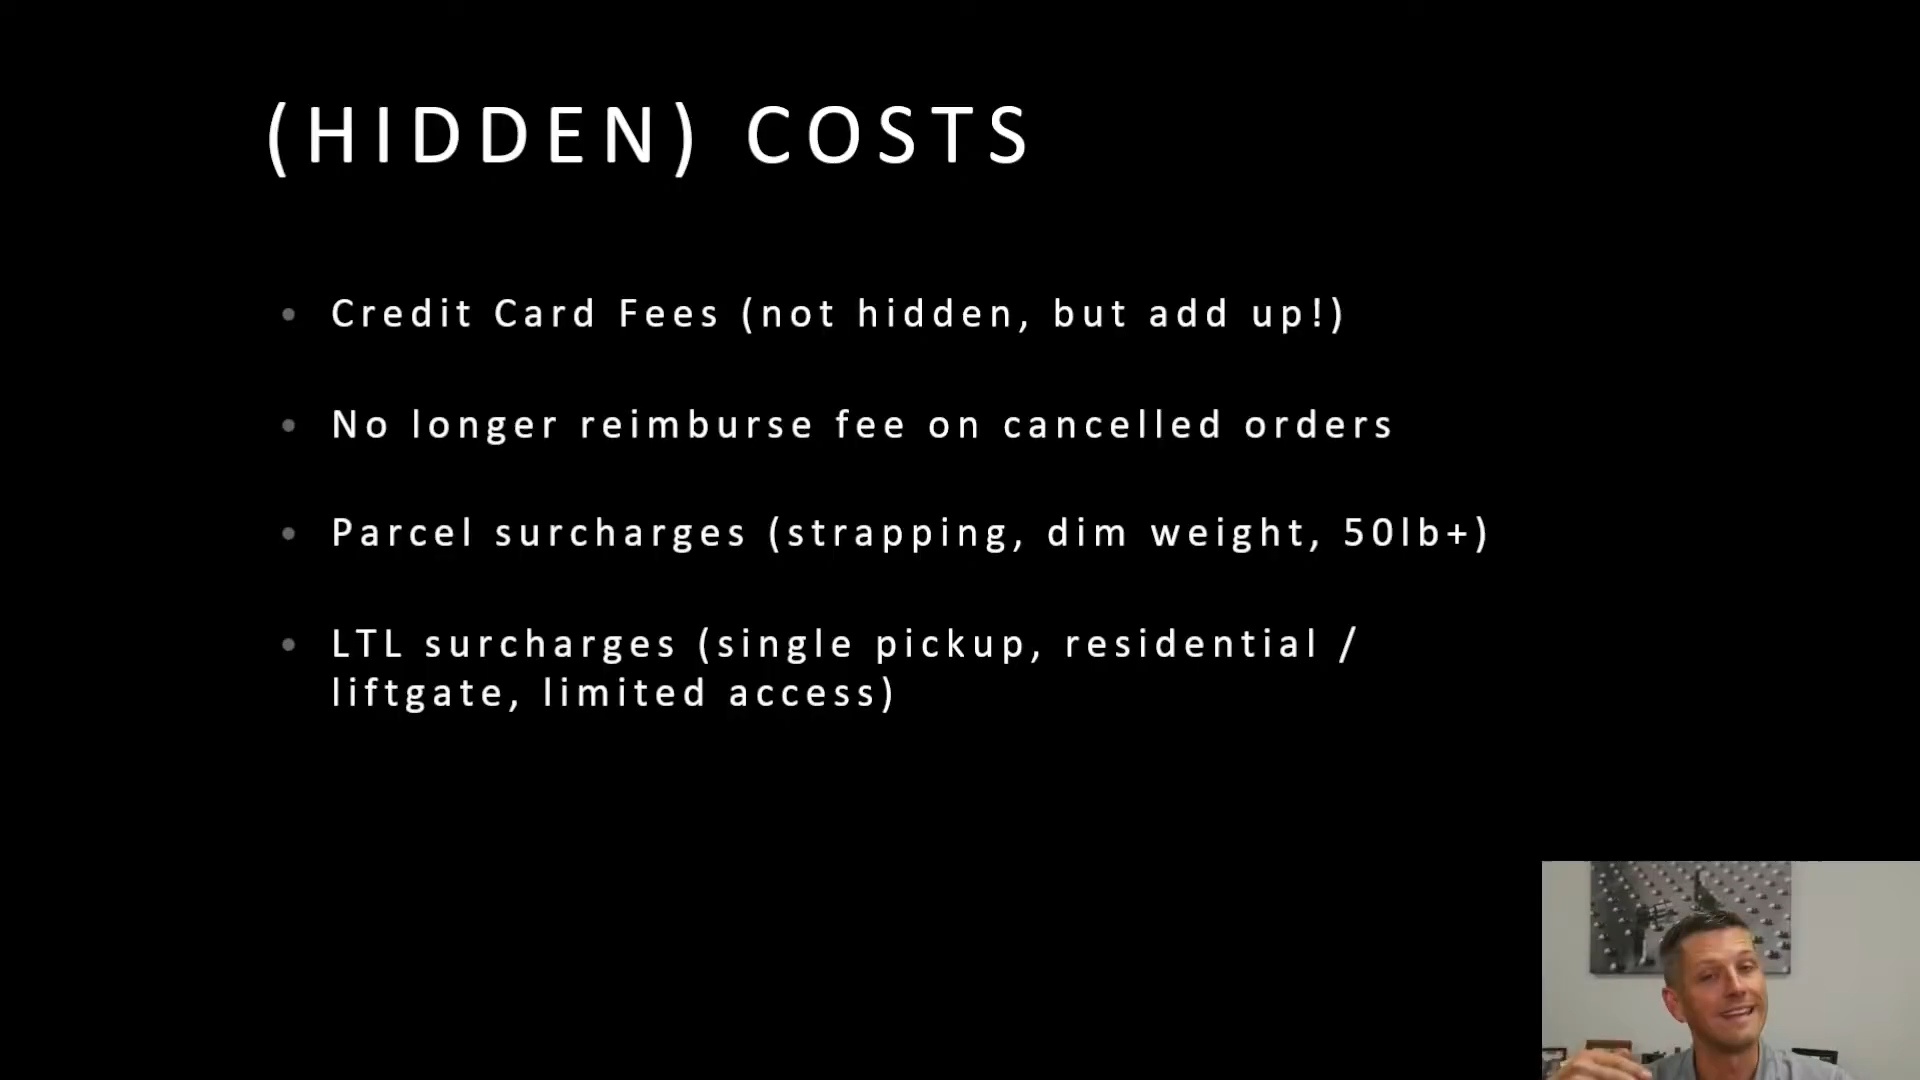 (HIDDEN) COSTS
Credit Card Fees (not hidden, but add up!)
No longer reimburse fee on cancelled orders
Parcel surcharges (strapping, dim weight, 50lb+)
LTL surcharges (single pickup, residential /
liftgate, limited access)